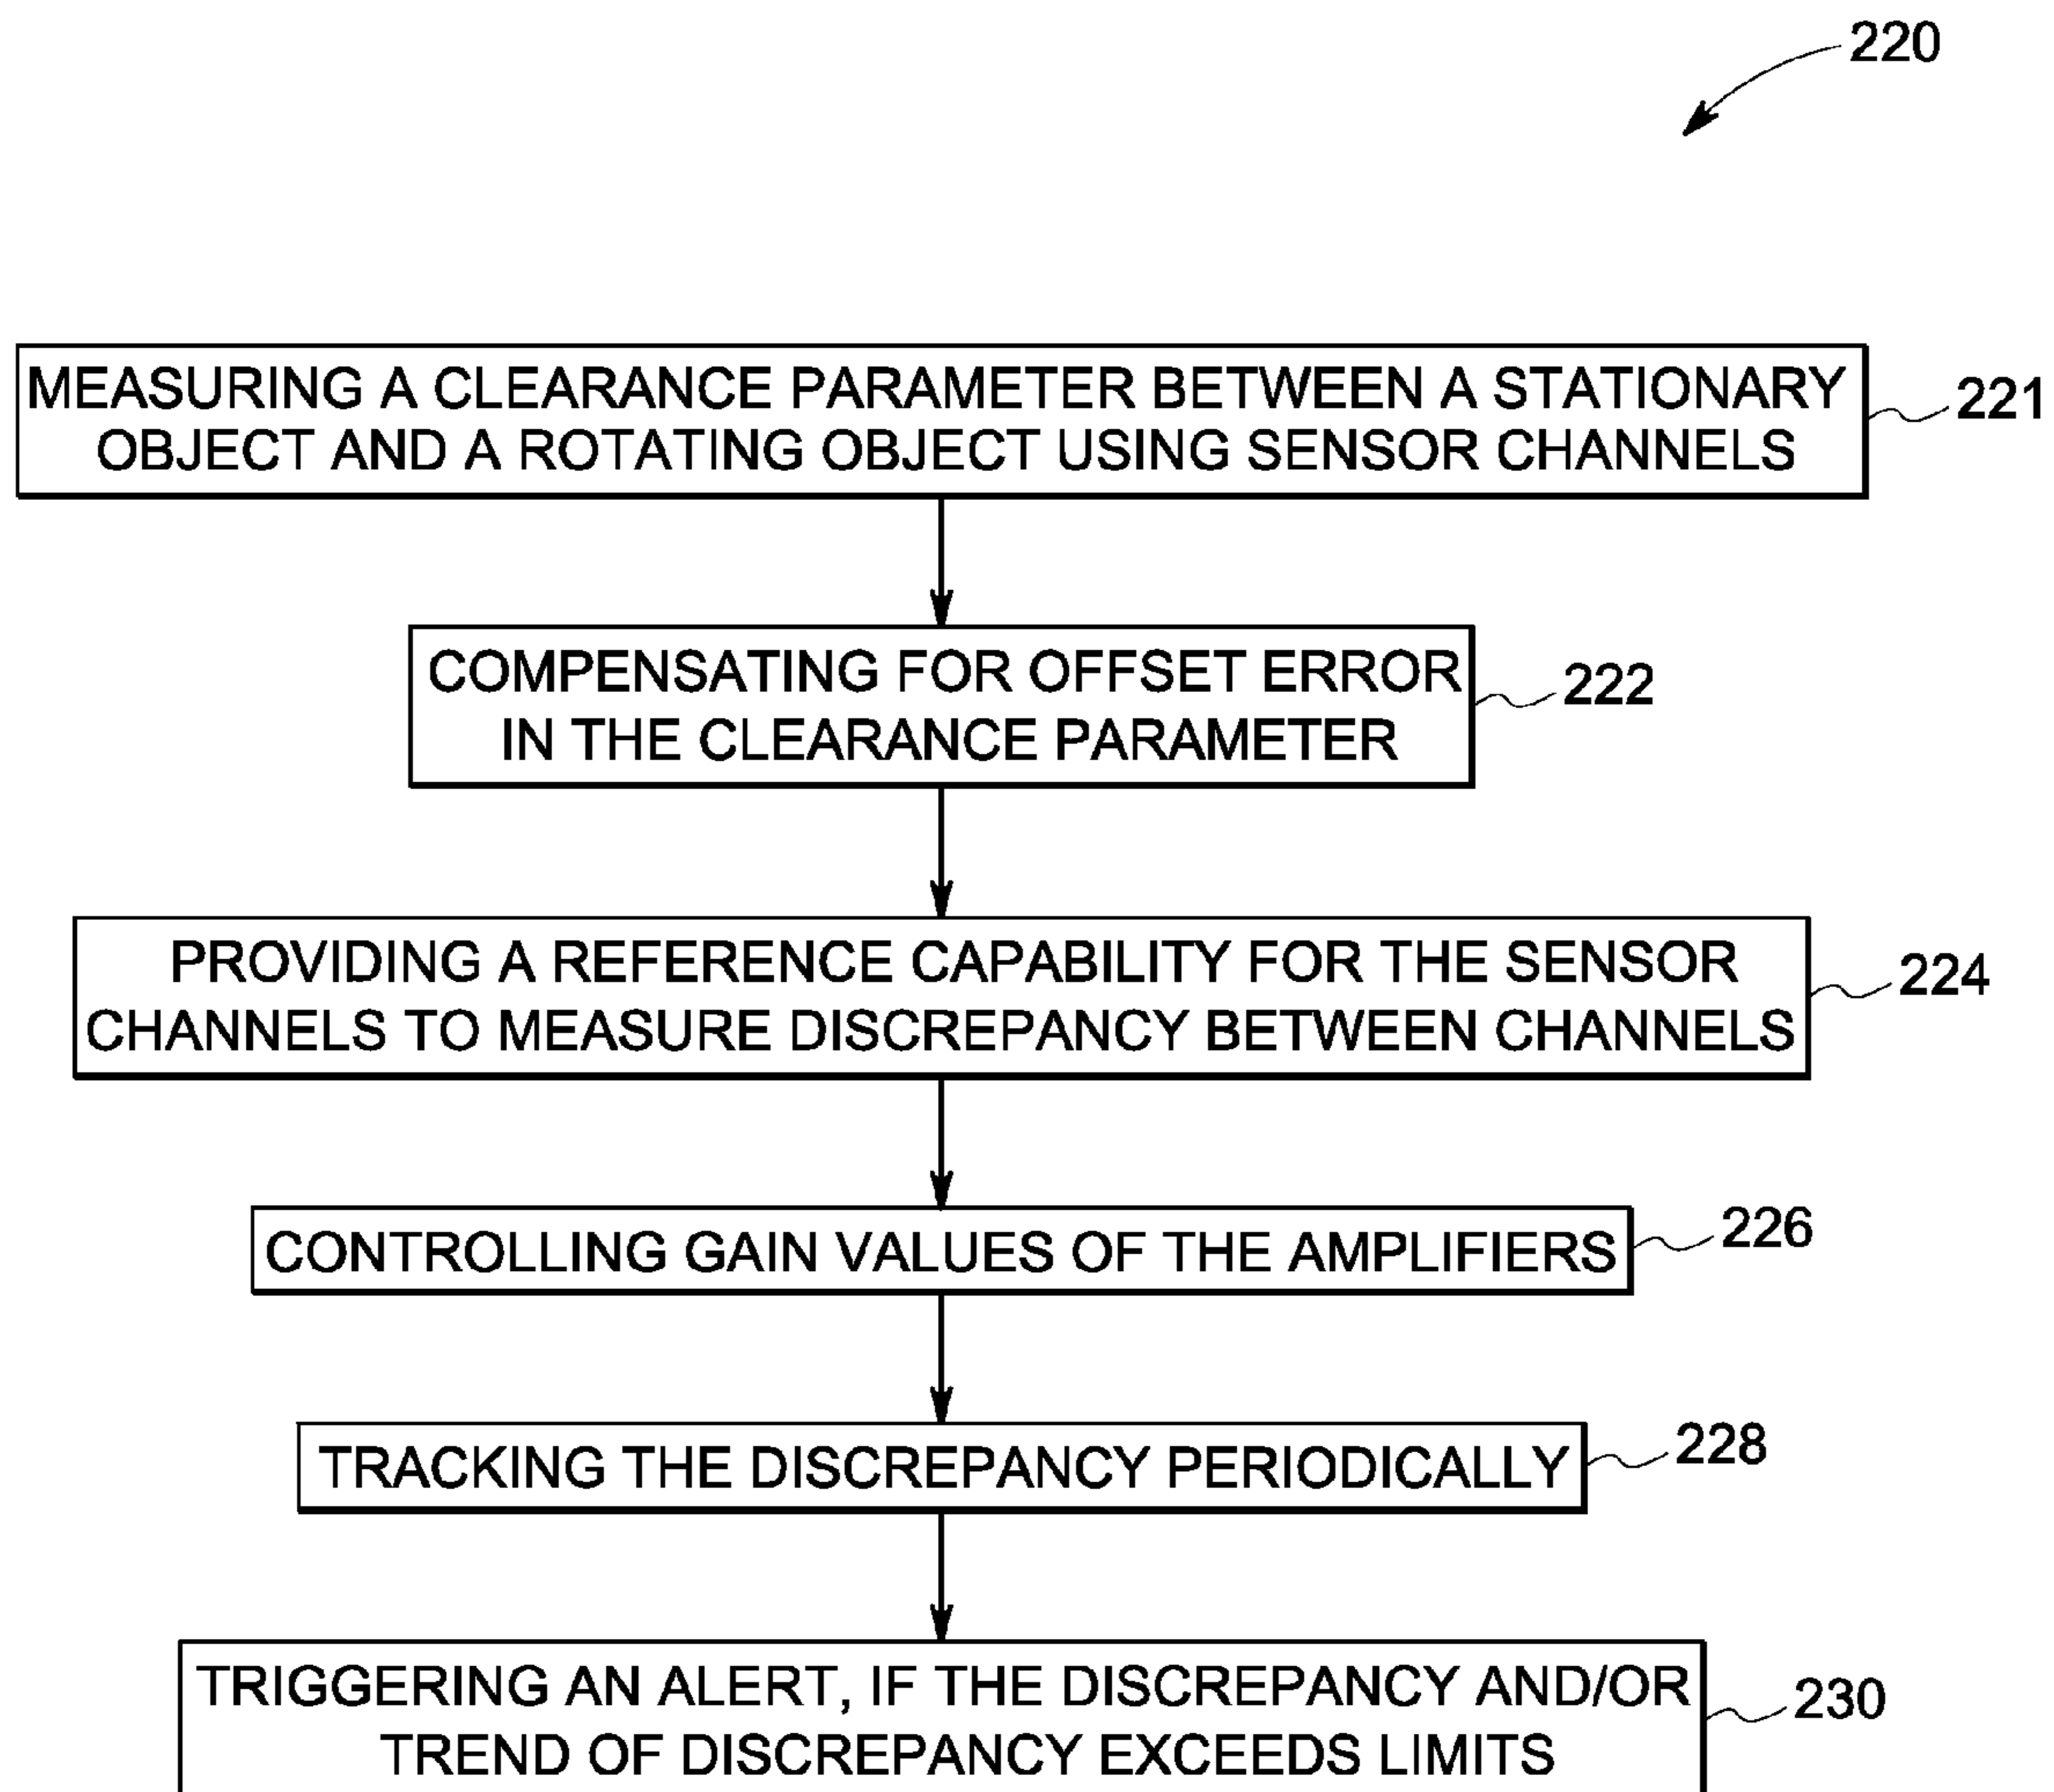 220
MEASURING A CLEARANCE PARAMETER BETWEEN A STATIONARY
OBJECT AND A ROTATING OBJECT USING SENSOR CHANNELS
221
COMPENSATING FOR OFFSET ERROR
IN THE CLEARANCE PARAMETER
222
PROVIDING A REFERENCE CAPABILITY FOR THE SENSOR
CHANNELS TO MEASURE DISCREPANCY BETWEEN CHANNELS
224
CONTROLLING GAIN VALUES OF THE AMPLIFIERS
226
TRACKING THE DISCREPANCY PERIODICALLY
228
TRIGGERING AN ALERT, IF THE DISCREPANCY AND/OR
TREND OF DISCREPANCY EXCEEDS LIMITS
230